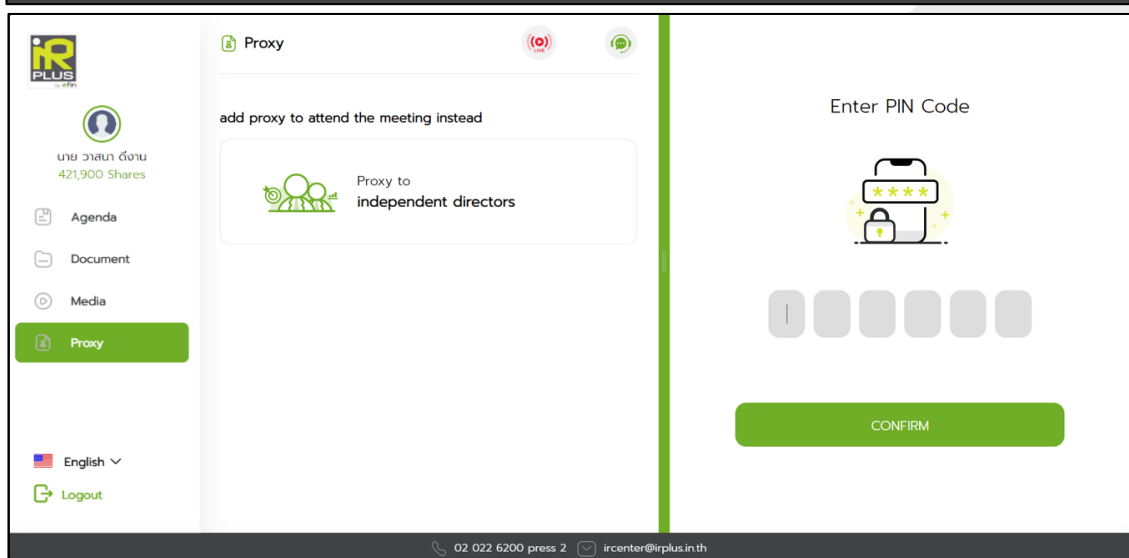 iR
PLUS
by efin
นาย วาสนา ดีงาน
421,900 Shares
Agenda
Document
Media
Proxy
English
Logout
Proxy
LIVE
add proxy to attend the meeting instead
Proxy to
independent directors
Enter PIN Code
****
CONFIRM
02 022 6200 press 2 ircenter@irplus.in.th